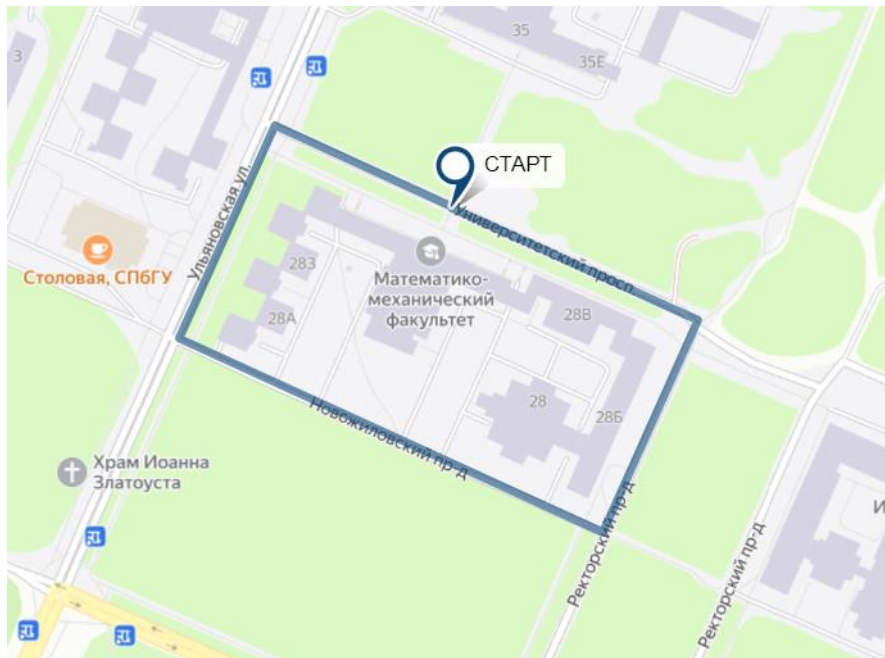 35
35Е
3
СТАРТ
Университетский просп.
Ульяновская ул.
Столовая, СПбГУ
28З
28А
Математико-
механический
факультет
28В
28
28Б
Новожиловский пр-д
Храм Иоанна
Златоуста
И
Ректорский пр-д
Ректорский пр-д